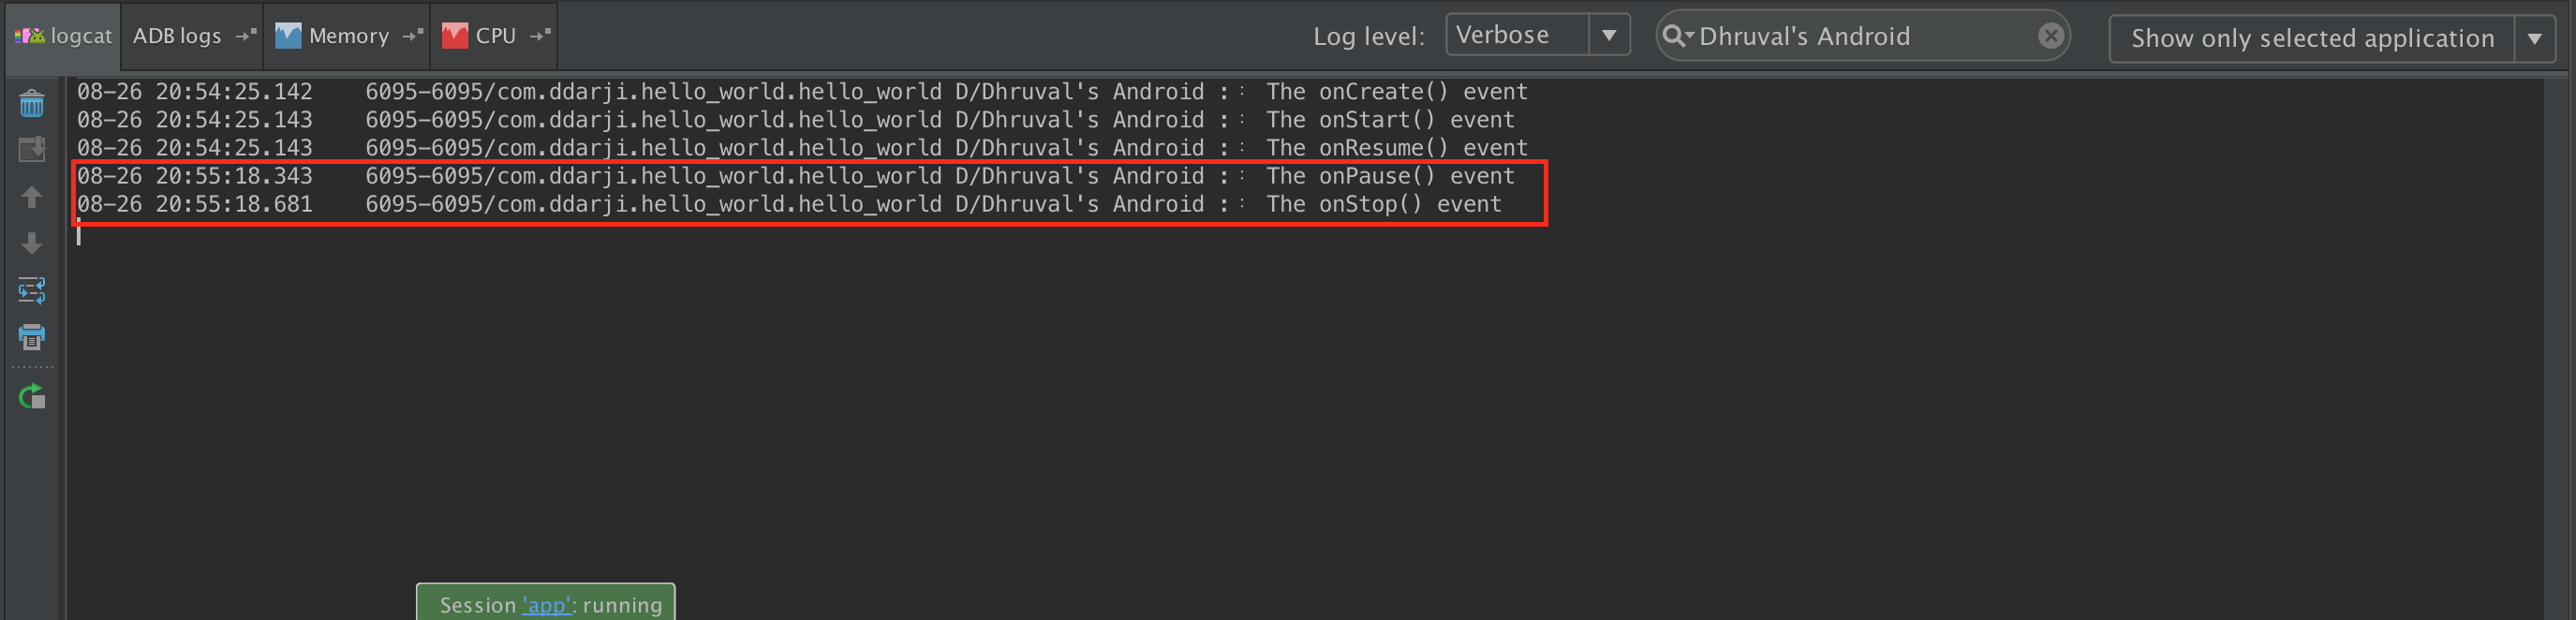 logcat ADB logs Memory CPU Log level: Verbose Dhruval's Android Show only selected application
08-26 20:54:25.142 6095-6095/com.ddarji.hello_world.hello_world D/Dhruval's Android :: The onCreate() event
08-26 20:54:25.143 6095-6095/com.ddarji.hello_world.hello_world D/Dhruval's Android :: The onStart() event
08-26 20:54:25.143 6095-6095/com.ddarji.hello_world.hello_world D/Dhruval's Android :: The onResume() event
08-26 20:55:18.343 6095-6095/com.ddarji.hello_world.hello_world D/Dhruval's Android :: The onPause() event
08-26 20:55:18.681 6095-6095/com.ddarji.hello_world.hello_world D/Dhruval's Android :: The onStop() event
Session 'app': running